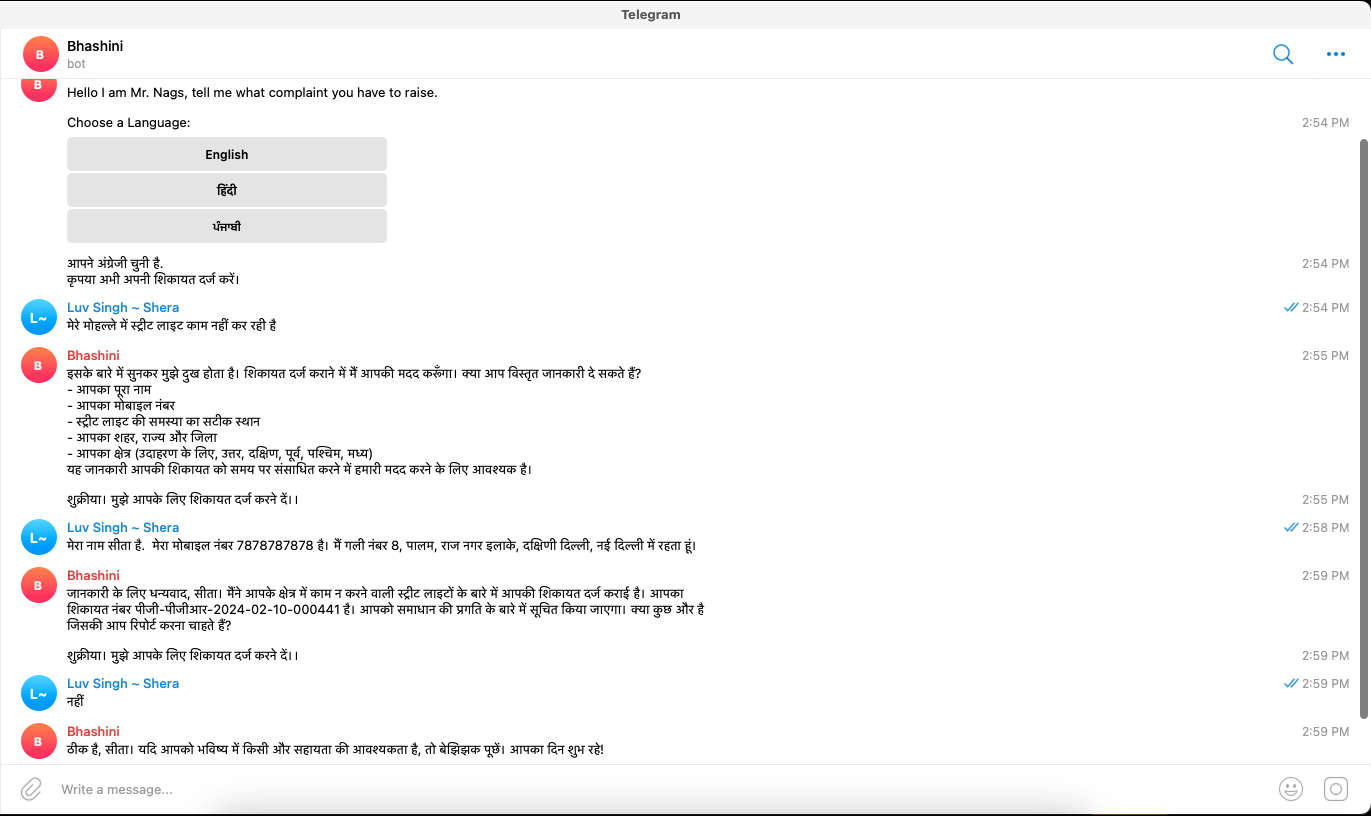 Telegram
B
Bhashini
bot
B
Hello I am Mr. Nags, tell me what complaint you have to raise.
Choose a Language:
2:54 PM
English
हिंदी
ਪੰਜਾਬੀ
आपने अंग्रेजी चुनी है.
2:54 PM
कृपया अभी अपनी शिकायत दर्ज करें।
L~
Luv Singh ~ Shera
2:54 PM
मेरे मोहल्ले में स्ट्रीट लाइट काम नहीं कर रही है
B
Bhashini
2:55 PM
इसके बारे में सुनकर मुझे दुख होता है। शिकायत दर्ज कराने में मैं आपकी मदद करूँगा। क्या आप विस्तृत जानकारी दे सकते हैं?
- आपका पूरा नाम
- आपका मोबाइल नंबर
- स्ट्रीट लाइट की समस्या का सटीक स्थान
- आपका शहर, राज्य और जिला
- आपका क्षेत्र (उदाहरण के लिए, उत्तर, दक्षिण, पूर्व, पश्चिम, मध्य)
यह जानकारी आपकी शिकायत को समय पर संसाधित करने में हमारी मदद करने के लिए आवश्यक है।
शुक्रीया। मुझे आपके लिए शिकायत दर्ज करने दें।।
2:55 PM
L~
Luv Singh ~ Shera
2:58 PM
मेरा नाम सीता है.  मेरा मोबाइल नंबर 7878787878 है। मैं गली नंबर 8, पालम, राज नगर इलाके, दक्षिणी दिल्ली, नई दिल्ली में रहता हूं।
B
Bhashini
2:59 PM
जानकारी के लिए धन्यवाद, सीता। मैंने आपके क्षेत्र में काम न करने वाली स्ट्रीट लाइटों के बारे में आपकी शिकायत दर्ज कराई है। आपका
शिकायत नंबर पीजी-पीजीआर-2024-02-10-000441 है। आपको समाधान की प्रगति के बारे में सूचित किया जाएगा। क्या कुछ और है
जिसकी आप रिपोर्ट करना चाहते हैं?
शुक्रीया। मुझे आपके लिए शिकायत दर्ज करने दें।।
2:59 PM
L~
Luv Singh ~ Shera
2:59 PM
नहीं
B
Bhashini
2:59 PM
ठीक है, सीता। यदि आपको भविष्य में किसी और सहायता की आवश्यकता है, तो बेझिझक पूछें। आपका दिन शुभ रहे!
Write a message...